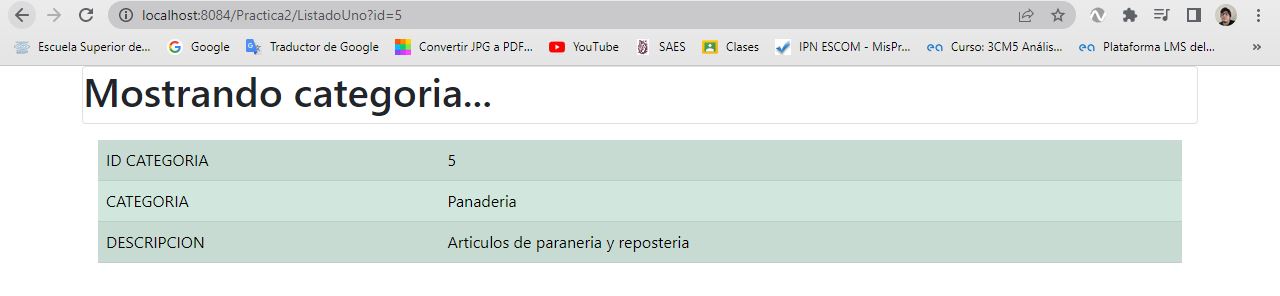 localhost:8084/Practica2/ListadoUno?id=5
Escuela Superior de... Google Traductor de Google Convertir JPG a PDF... YouTube SAES Clases IPN ESCOM - MisPr... Curso: 3CM5 Anális... Plataforma LMS del... »
Mostrando categoria...
ID CATEGORIA 5
CATEGORIA Panaderia
DESCRIPCION Articulos de paraneria y reposteria